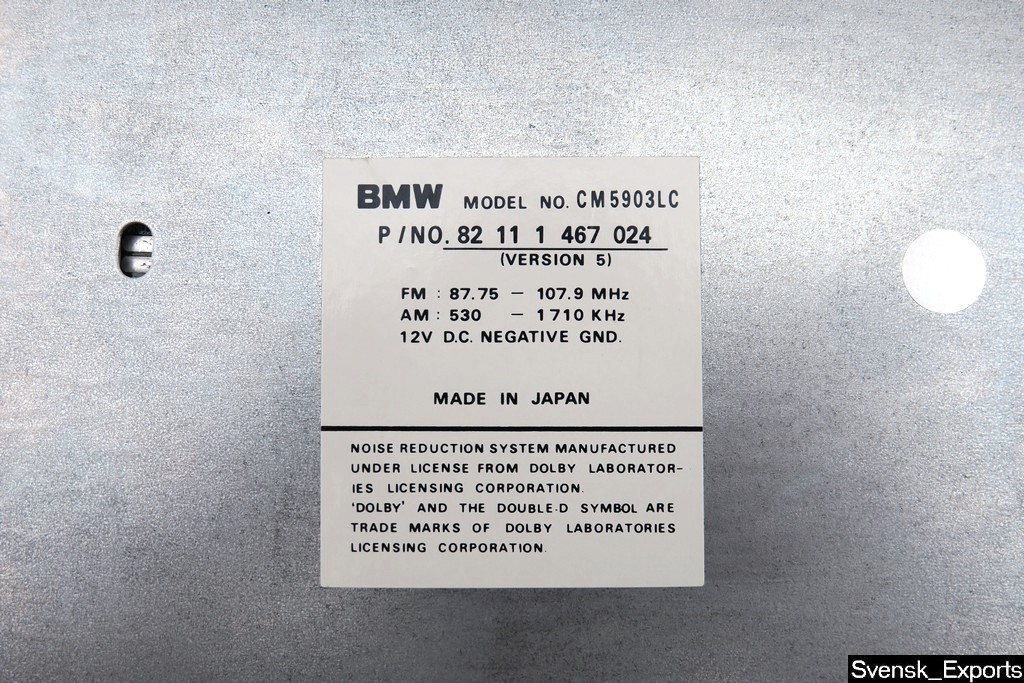 BMW MODEL NO. CM5903LC
P/NO. 82 11 1 467 024
(VERSION 5)
FM : 87.75 – 107.9 MHz
AM : 530 – 1710 KHz
12V D.C. NEGATIVE GND.
MADE IN JAPAN
NOISE REDUCTION SYSTEM MANUFACTURED
UNDER LICENSE FROM DOLBY LABORATOR-
IES LICENSING CORPORATION.
'DOLBY' AND THE DOUBLE-D SYMBOL ARE
TRADE MARKS OF DOLBY LABORATORIES
LICENSING CORPORATION.
Svensk_Exports